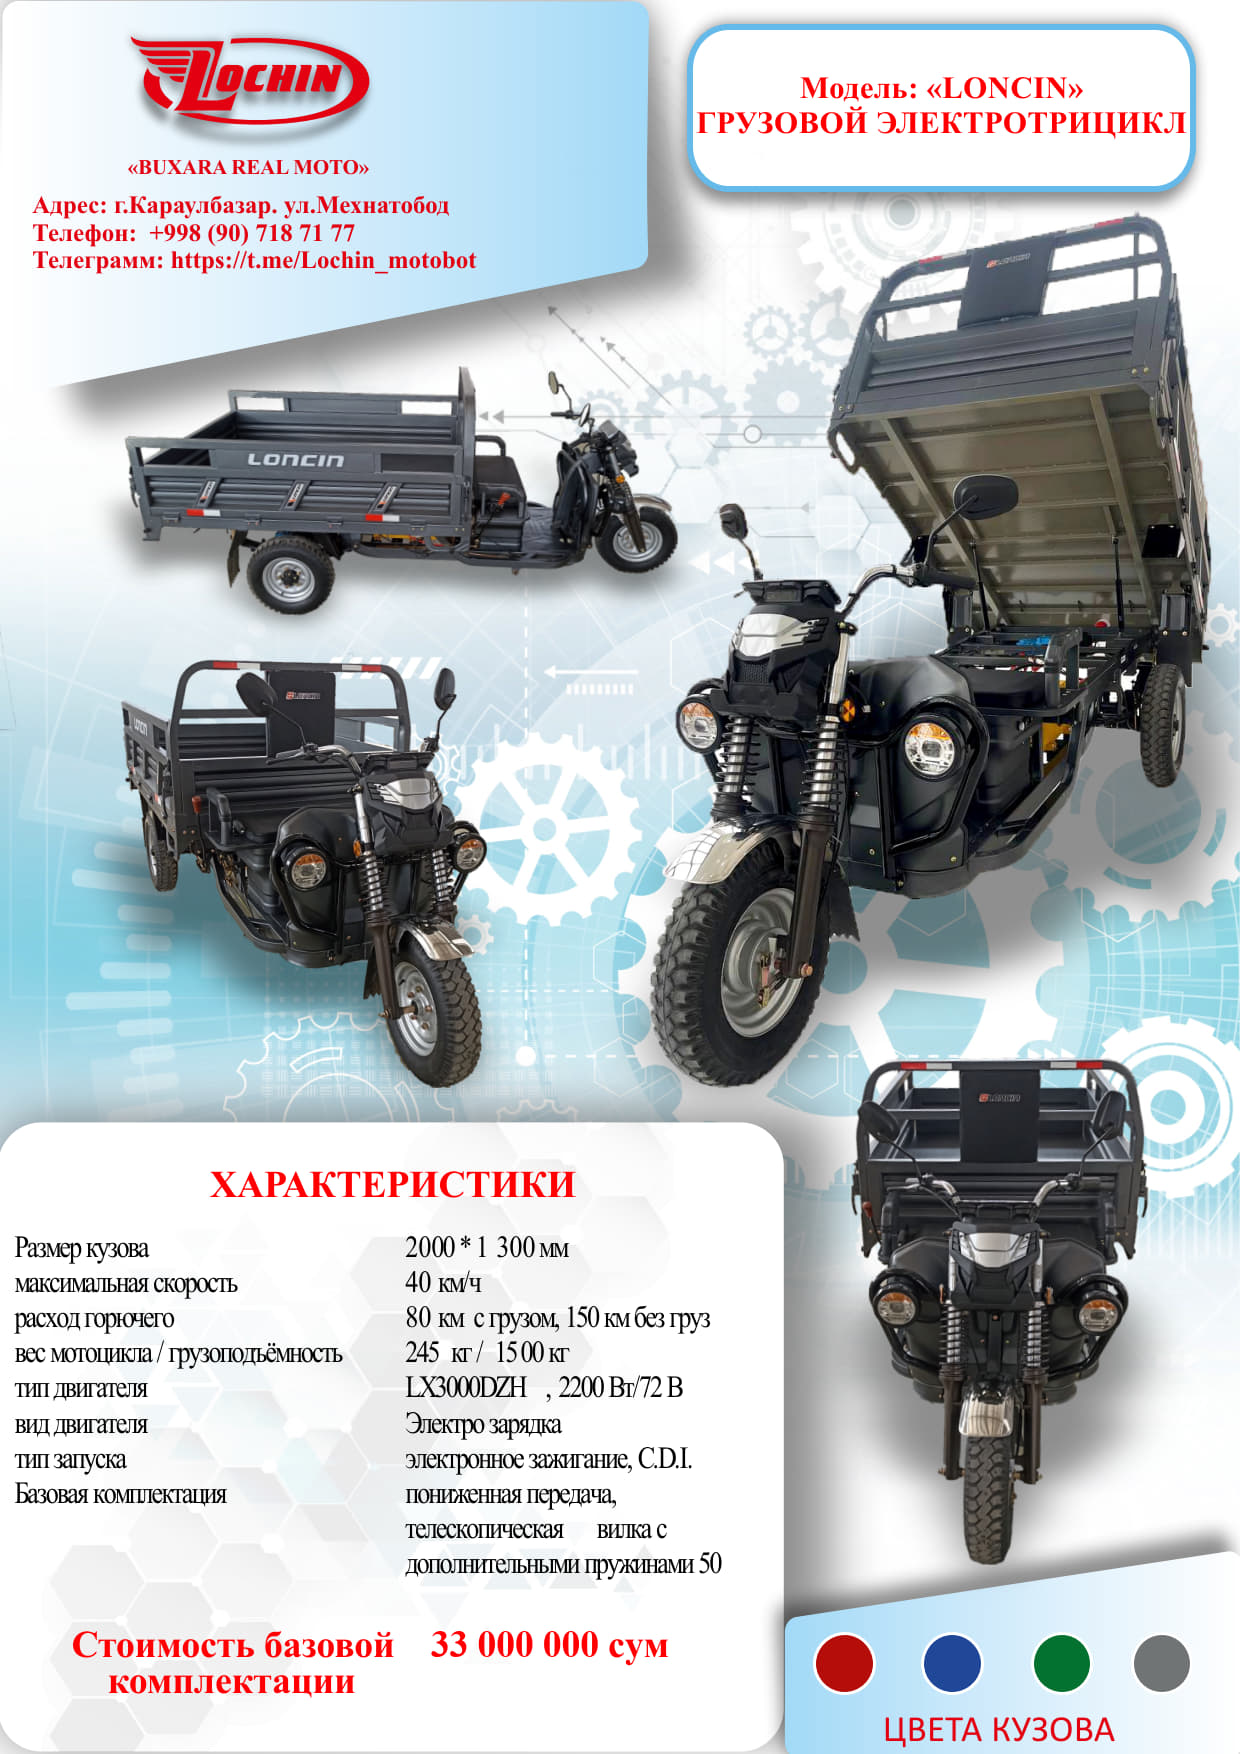 LOCHIN
«BUXARA REAL MOTO»
Адрес: г.Караулбазар. ул.Мехнатобод
Телефон: +998 (90) 718 71 77
Телеграмм: https://t.me/Lochin_motobot
Модель: «LONCIN»
ГРУЗОВОЙ ЭЛЕКТРОТРИЦИКЛ
LONCIN
LONCIN
LONCIN
LONCIN
LONCIN
ХАРАКТЕРИСТИКИ
Размер кузова 2000 * 1 300 мм
максимальная скорость 40 км/ч
расход горючего 80 км с грузом, 150 км без груз
вес мотоцикла / грузоподъёмность 245 кг / 1500 кг
тип двигателя LX3000DZH , 2200 Вт/72 В
вид двигателя Электро зарядка
тип запуска электронное зажигание, C.D.I.
Базовая комплектация пониженная передача,
телескопическая вилка с
дополнительными пружинами 50
Стоимость базовой 33 000 000 сум
комплектации
ЦВЕТА КУЗОВА